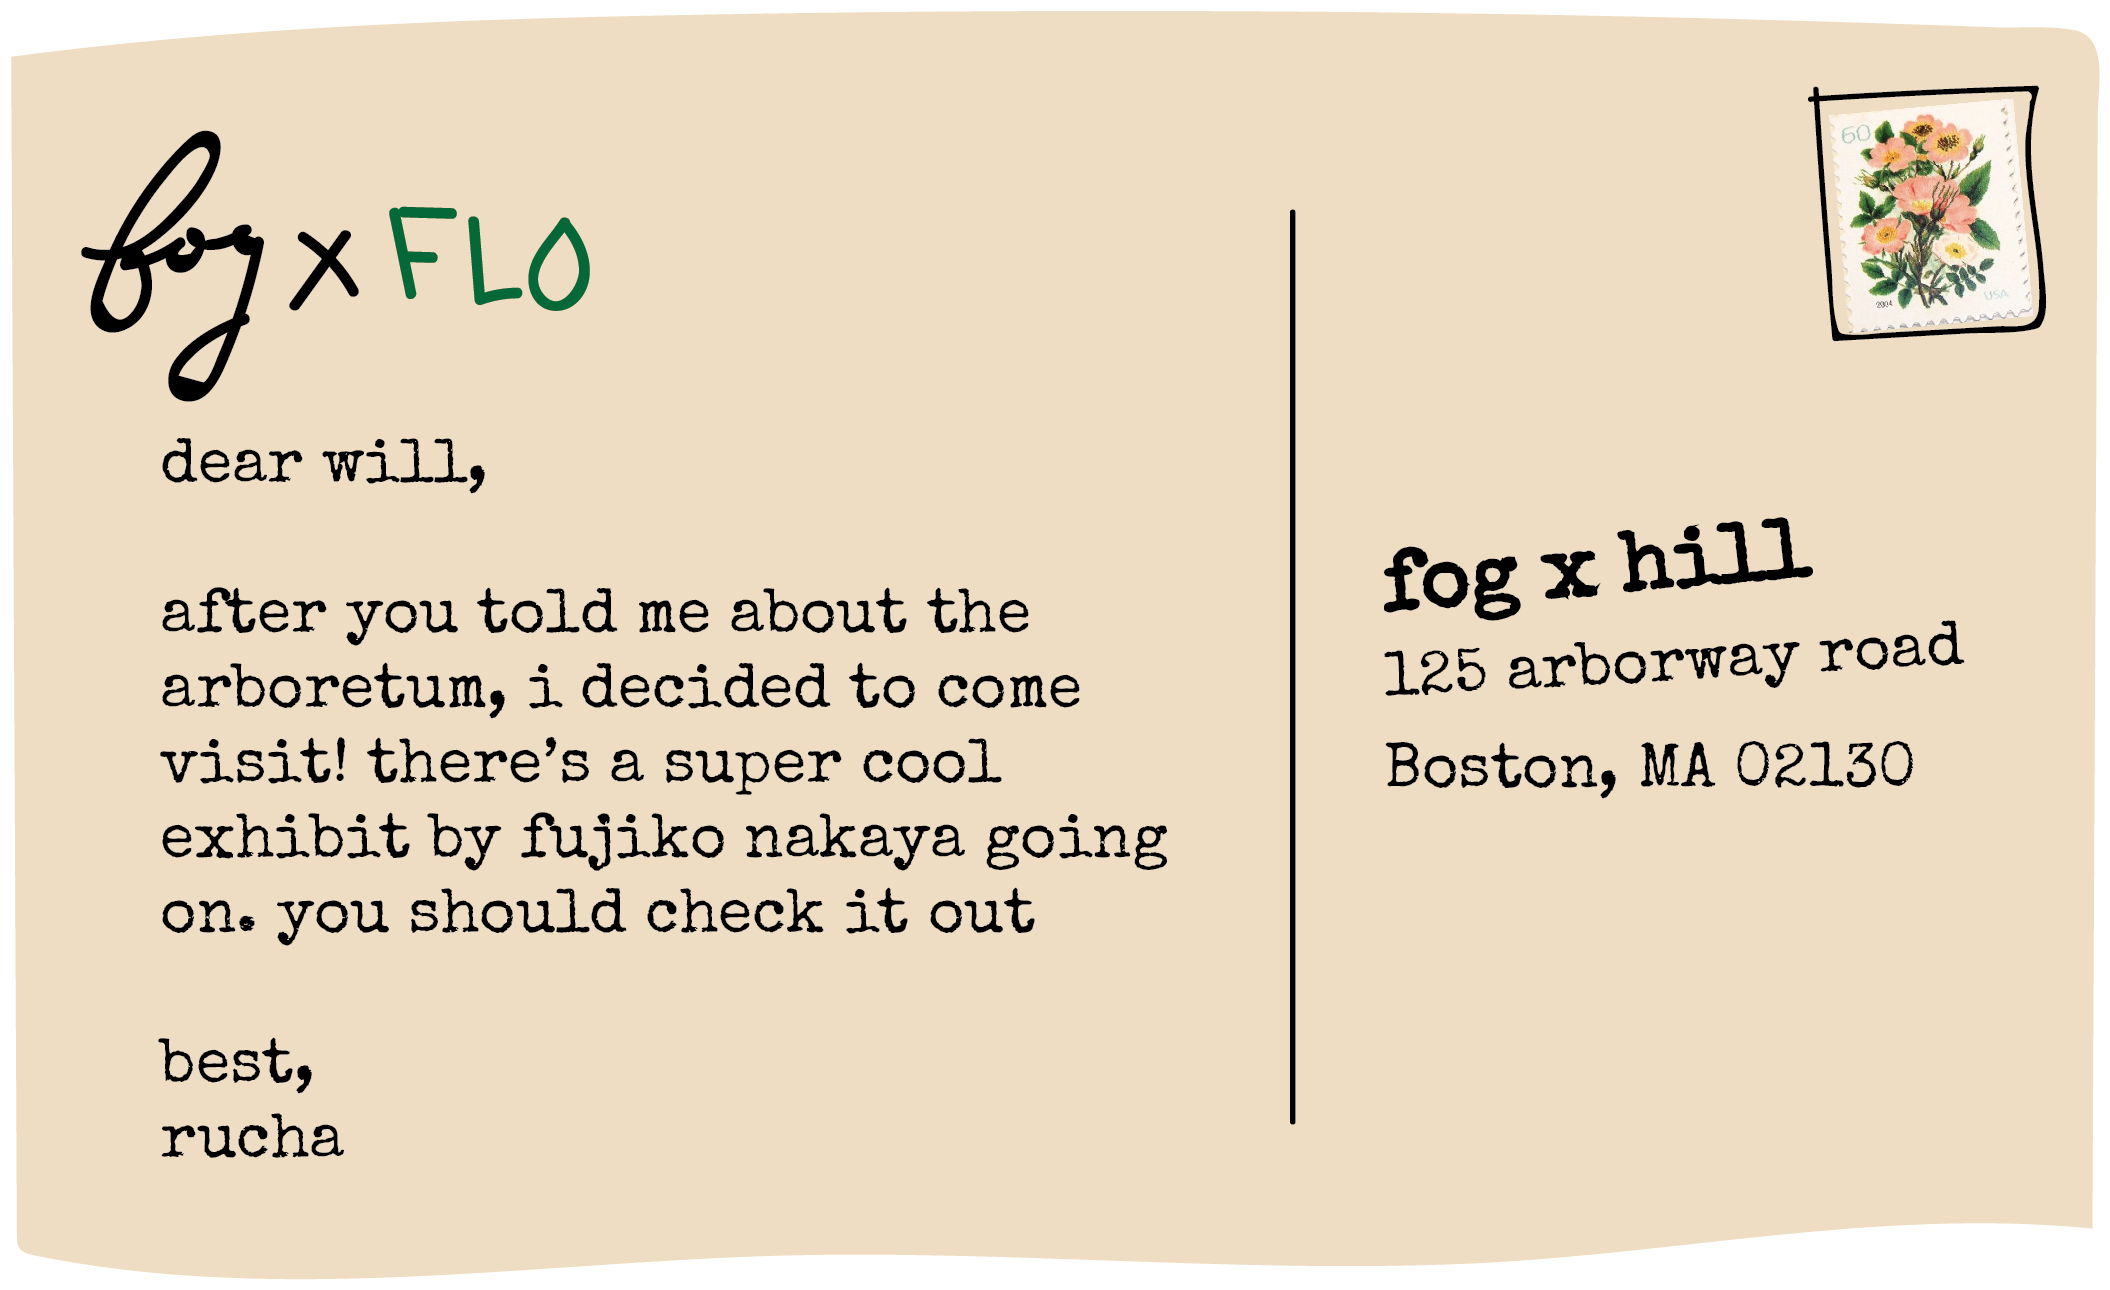 fog x FLO
dear will,
after you told me about the
arboretum, i decided to come
visit! there’s a super cool
exhibit by fujiko nakaya going
on. you should check it out
best,
rucha
60
2004
USA
fog x hill
125 arborway road
Boston, MA 02130